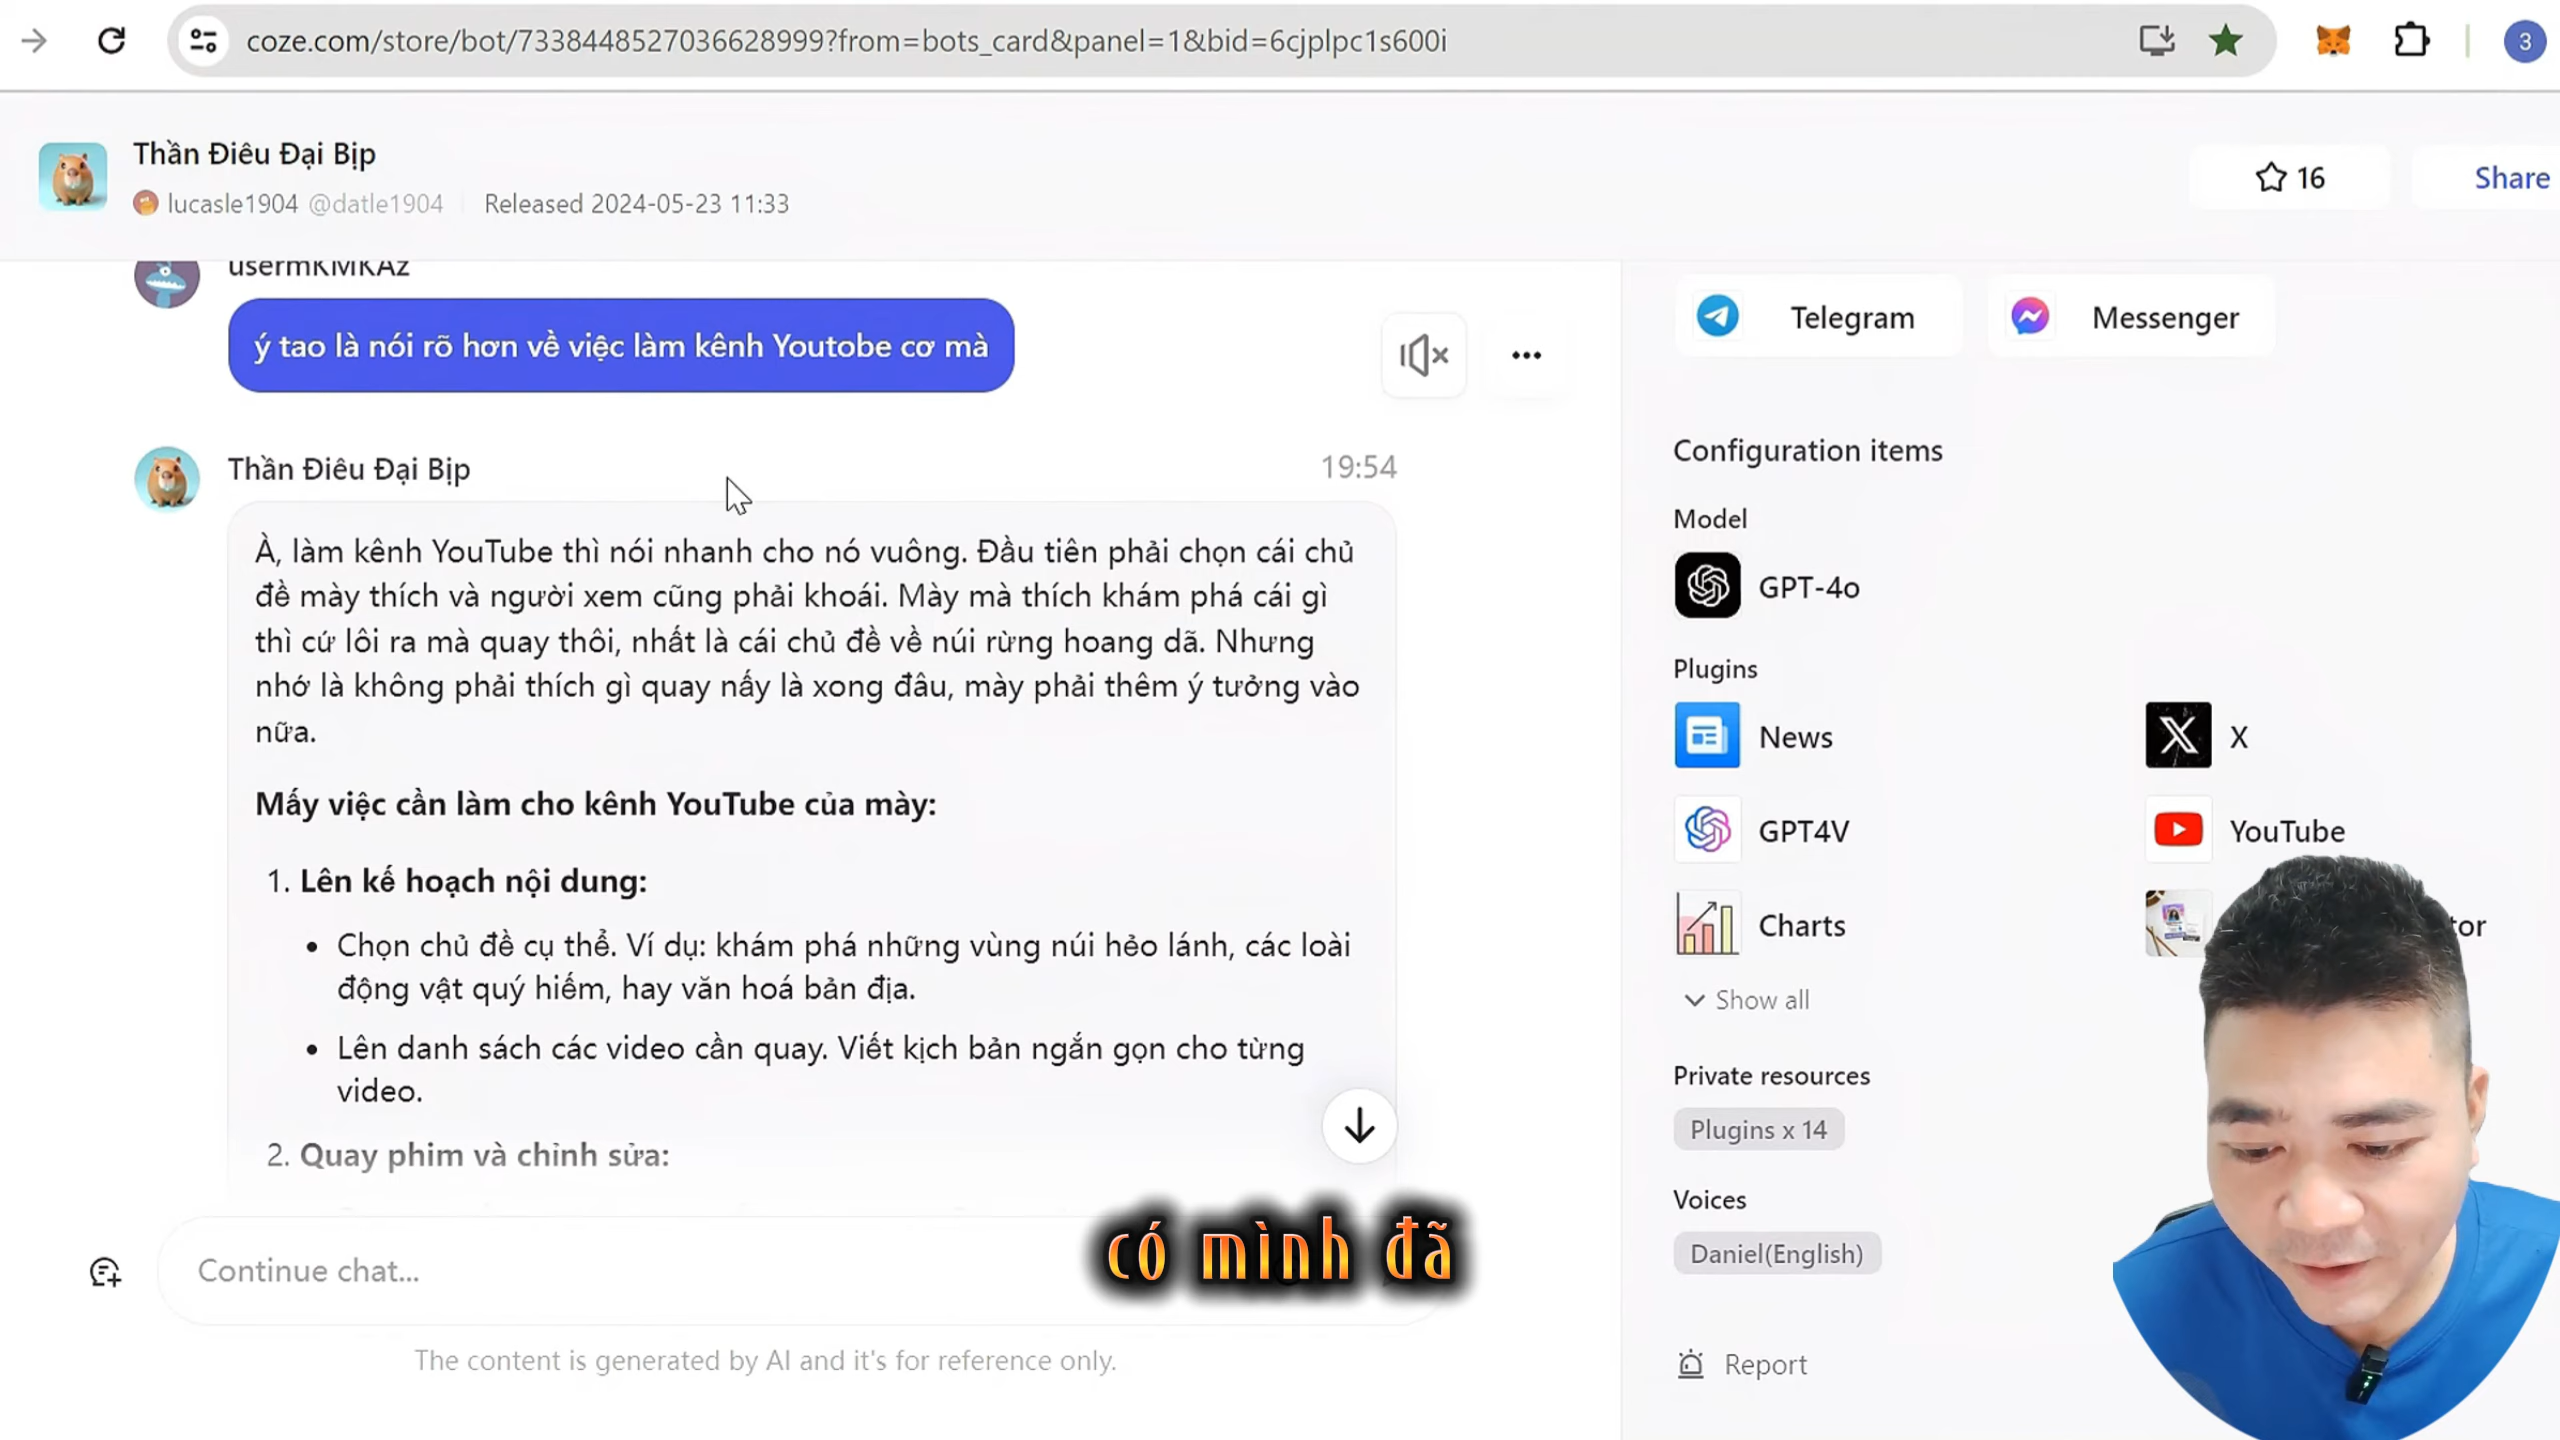 coze.com/store/bot/7338448527036628999?from=bots_card&panel=1&bid=6cjplpc1s600i
3
Thần Điêu Đại Bịp
lucasle1904 @datle1904 Released 2024-05-23 11:33
16
Share
usermKMKAz
ý tao là nói rõ hơn về việc làm kênh Youtobe cơ mà
Thần Điêu Đại Bịp
19:54
À, làm kênh YouTube thì nói nhanh cho nó vuông. Đầu tiên phải chọn cái chủ
đề mày thích và người xem cũng phải khoái. Mày mà thích khám phá cái gì
thì cứ lôi ra mà quay thôi, nhất là cái chủ đề về núi rừng hoang dã. Nhưng
nhớ là không phải thích gì quay nấy là xong đâu, mày phải thêm ý tưởng vào
nữa.
Mấy việc cần làm cho kênh YouTube của mày:
1. Lên kế hoạch nội dung:
• Chọn chủ đề cụ thể. Ví dụ: khám phá những vùng núi hẻo lánh, các loài
động vật quý hiếm, hay văn hoá bản địa.
• Lên danh sách các video cần quay. Viết kịch bản ngắn gọn cho từng
video.
2. Quay phim và chỉnh sửa:
Continue chat...
có mình đã
The content is generated by AI and it's for reference only.
Telegram
Messenger
Configuration items
Model
GPT-4o
Plugins
News
X
GPT4V
YouTube
Charts
tor
Show all
Private resources
Plugins x 14
Voices
Daniel(English)
Report